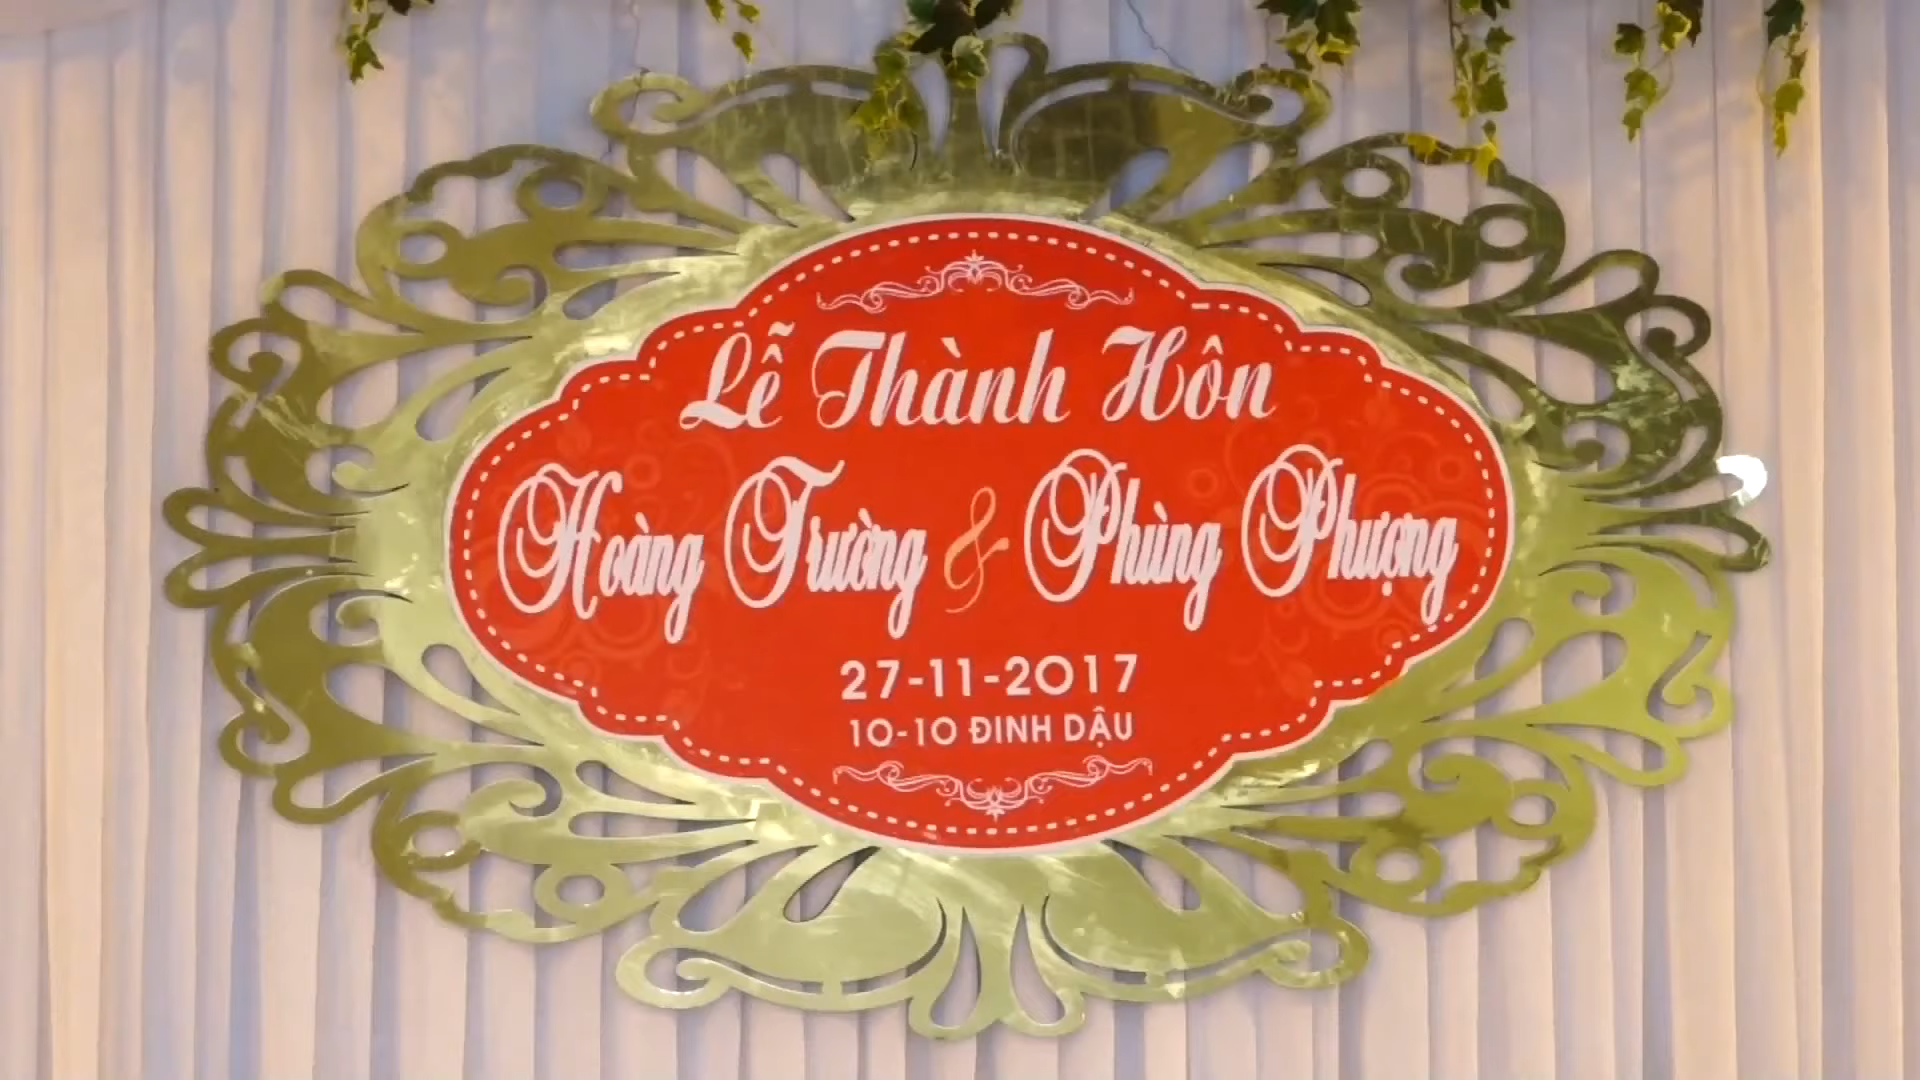 Lễ Thành Hôn
Hoàng Trường & Phùng Phượng
27-11-2017
10-10 ĐINH DẬU